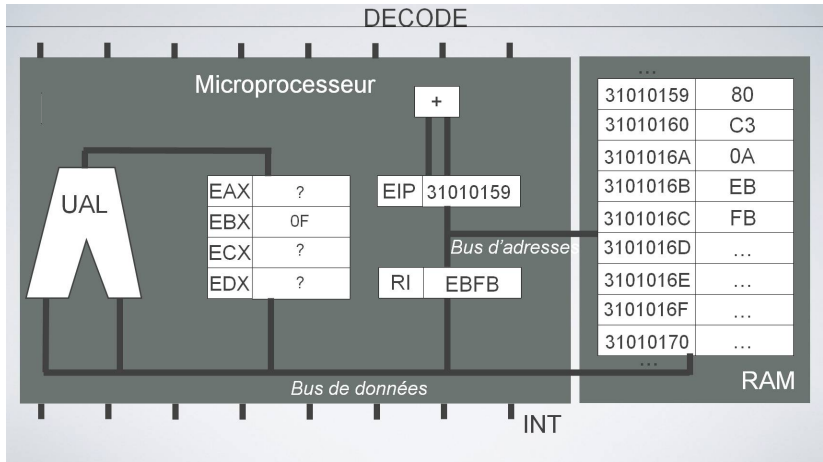 DECODE
Microprocesseur
+
UAL
EAX ?
EBX 0F
ECX ?
EDX ?
EIP 31010159
Bus d'adresses
RI EBFB
Bus de données
INT
...
31010159 80
31010160 C3
3101016A 0A
3101016B EB
3101016C FB
3101016D ...
3101016E ...
3101016F ...
31010170 ...
...
RAM